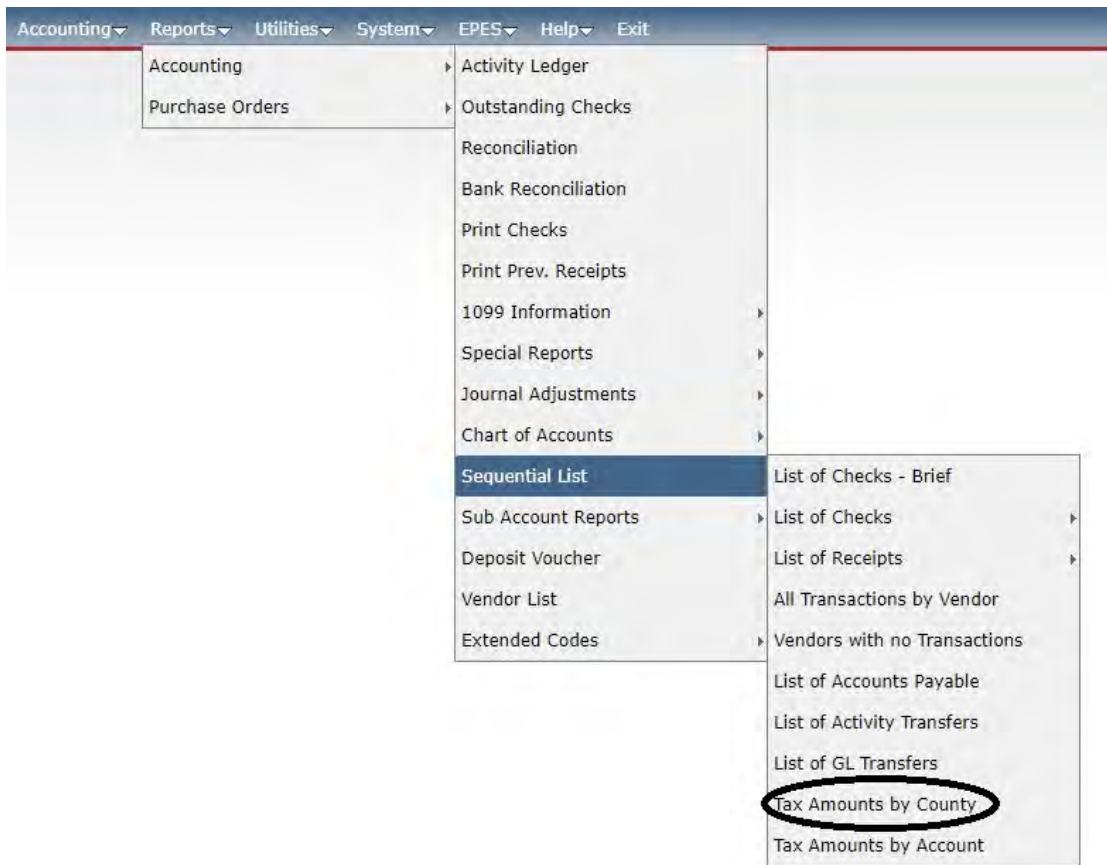 Accounting Reports Utilities System EPES Help Exit
Accounting
Purchase Orders
Activity Ledger
Outstanding Checks
Reconciliation
Bank Reconciliation
Print Checks
Print Prev. Receipts
1099 Information
Special Reports
Journal Adjustments
Chart of Accounts
Sequential List
Sub Account Reports
Deposit Voucher
Vendor List
Extended Codes
List of Checks - Brief
List of Checks
List of Receipts
All Transactions by Vendor
Vendors with no Transactions
List of Accounts Payable
List of Activity Transfers
List of GL Transfers
Tax Amounts by County
Tax Amounts by Account